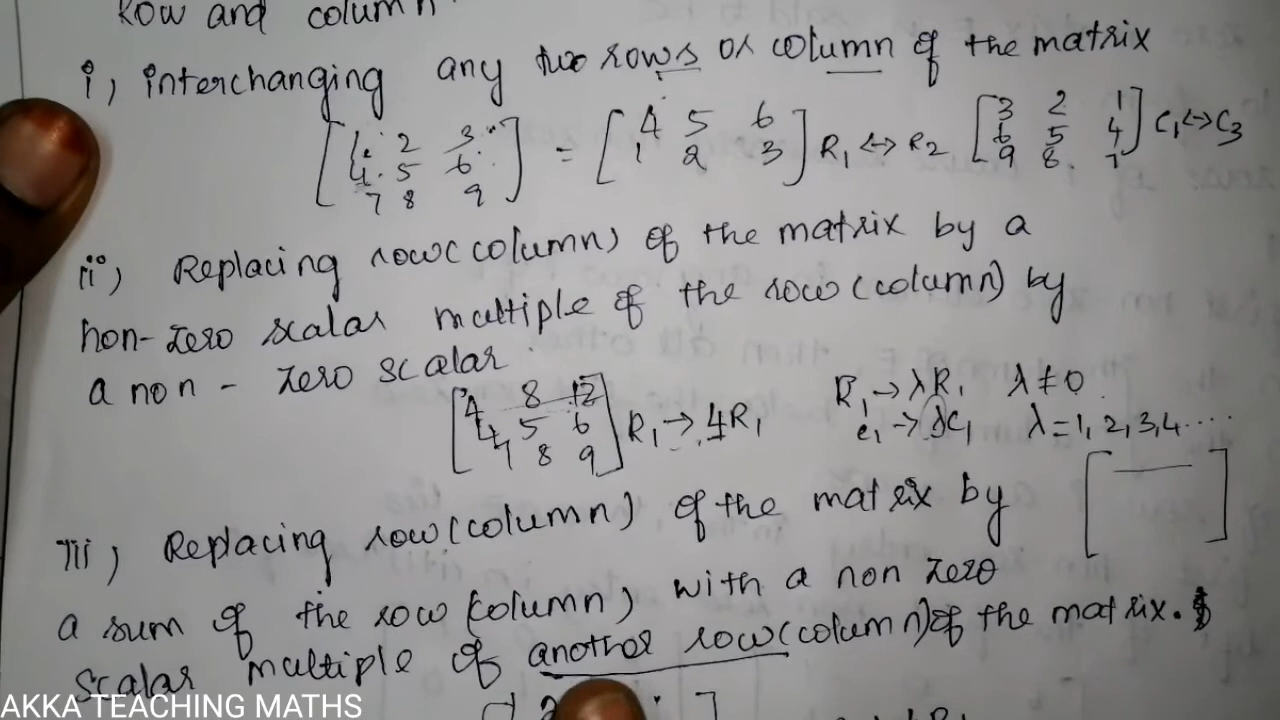 Row and column
i, interchanging any two rows or column of the matrix
[1 2 3 = [4 5 6 [3 2 1
4 5 6 1 2 3] R1 ↔ R2 6 5 4 C1 ↔ C3
7 8 9] 9 8 7]
ii, Replacing row(column) of the matrix by a
non-zero scalar multiple of the row (column) by
a non - zero scalar
[4 8 12 R1 → λR1 λ ≠ 0
4 5 6 R1 → 4R1 c1 → λc1 λ = 1, 2, 3, 4....
7 8 9]
iii, Replacing row(column) of the matrix by
a sum of the row (column) with a non zero
scalar multiple of another row(column) of the matrix.
AKKA TEACHING MATHS